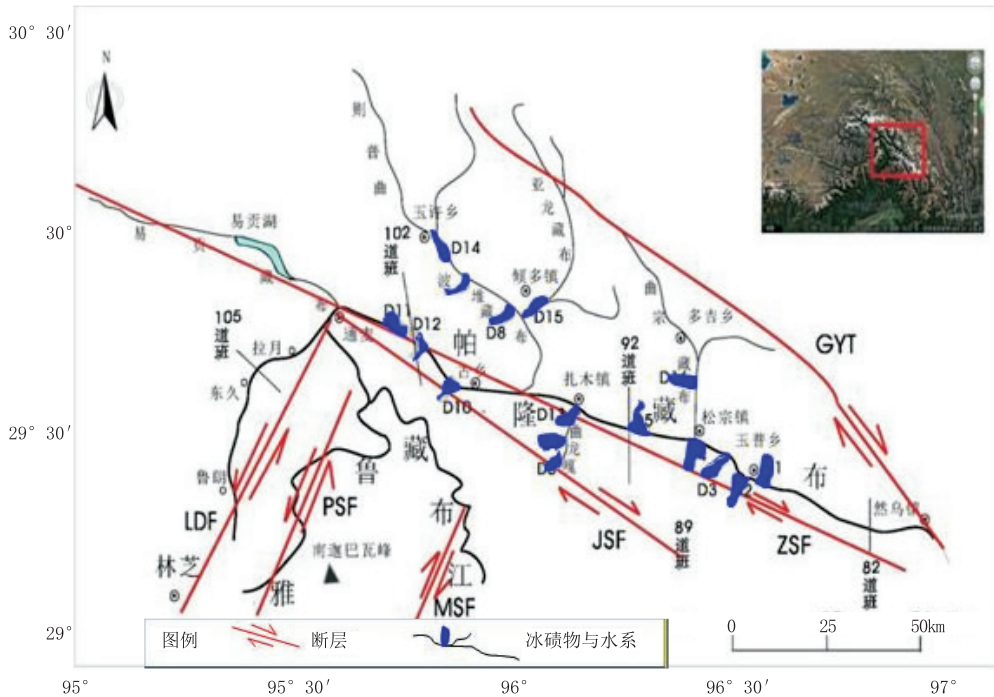 30° 30′
N
则
普
曲
亚
龙
藏
布
玉许乡
30°
易贡湖
易
贡
藏
布
102
道
班
D14
倾多镇
波
堆
藏
布
D8
D15
曲
宗
藏
布
多吉乡
GYT
D11
D12
通麦
帕
105
道
班
拉月
东久
古乡
D10
92
道
班
扎木镇
隆
藏
松宗镇
29° 30′
曲
龙
嘎
5
玉普乡
1
2
D3
布
鲁朗
鲁
藏
布
LDF
PSF
然乌镇
JSF
89
道
班
ZSF
82
道
班
林芝
南迦巴瓦峰
雅
江
MSF
29°
图例
断层
冰碛物与水系
0
25
50km
95°
95° 30′
96°
96° 30′
97°